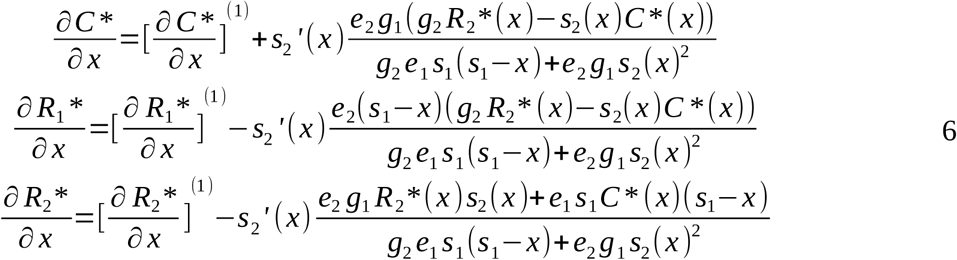 ∂C*/∂x=[∂C*/∂x]^(1)+s₂'(x) e₂g₁(g₂R₂*(x)−s₂(x)C*(x))/(g₂e₁s₁(s₁−x)+e₂g₁s₂(x)²)
∂R₁*/∂x=[∂R₁*/∂x]^(1)−s₂'(x) e₂(s₁−x)(g₂R₂*(x)−s₂(x)C*(x))/(g₂e₁s₁(s₁−x)+e₂g₁s₂(x)²) 6
∂R₂*/∂x=[∂R₂*/∂x]^(1)−s₂'(x) (e₂g₁R₂*(x)s₂(x)+e₁s₁C*(x)(s₁−x))/(g₂e₁s₁(s₁−x)+e₂g₁s₂(x)²)